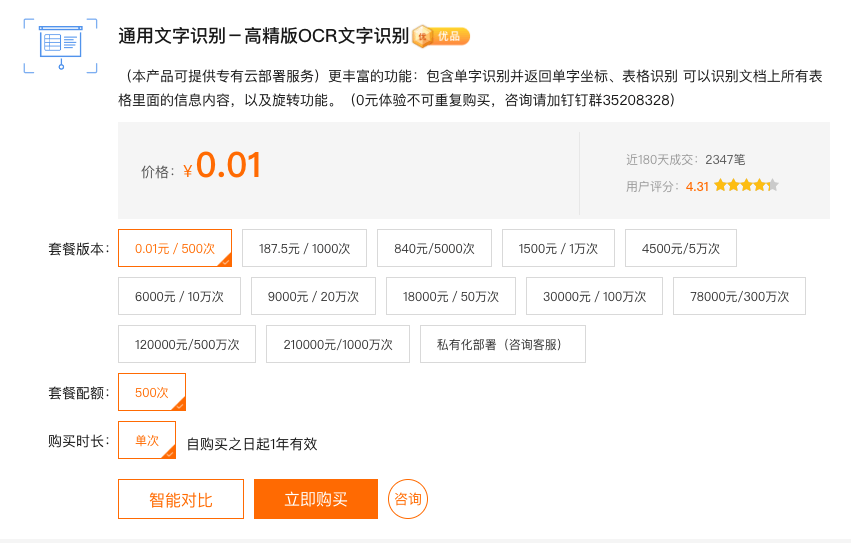 通用文字识别－高精版OCR文字识别 优 优品
（本产品可提供专有云部署服务）更丰富的功能：包含单字识别并返回单字坐标、表格识别 可以识别文档上所有表
格里面的信息内容，以及旋转功能。（0元体验不可重复购买，咨询请加钉钉群35208328）
价格：¥0.01
近180天成交：2347笔
用户评分：4.31
套餐版本：
0.01元 / 500次 187.5元 / 1000次 840元/5000次 1500元 / 1万次 4500元/5万次
6000元 / 10万次 9000元 / 20万次 18000元 / 50万次 30000元 / 100万次 78000元/300万次
120000元/500万次 210000元/1000万次 私有化部署（咨询客服）
套餐配额： 500次
购买时长： 单次 自购买之日起1年有效
智能对比 立即购买 咨询